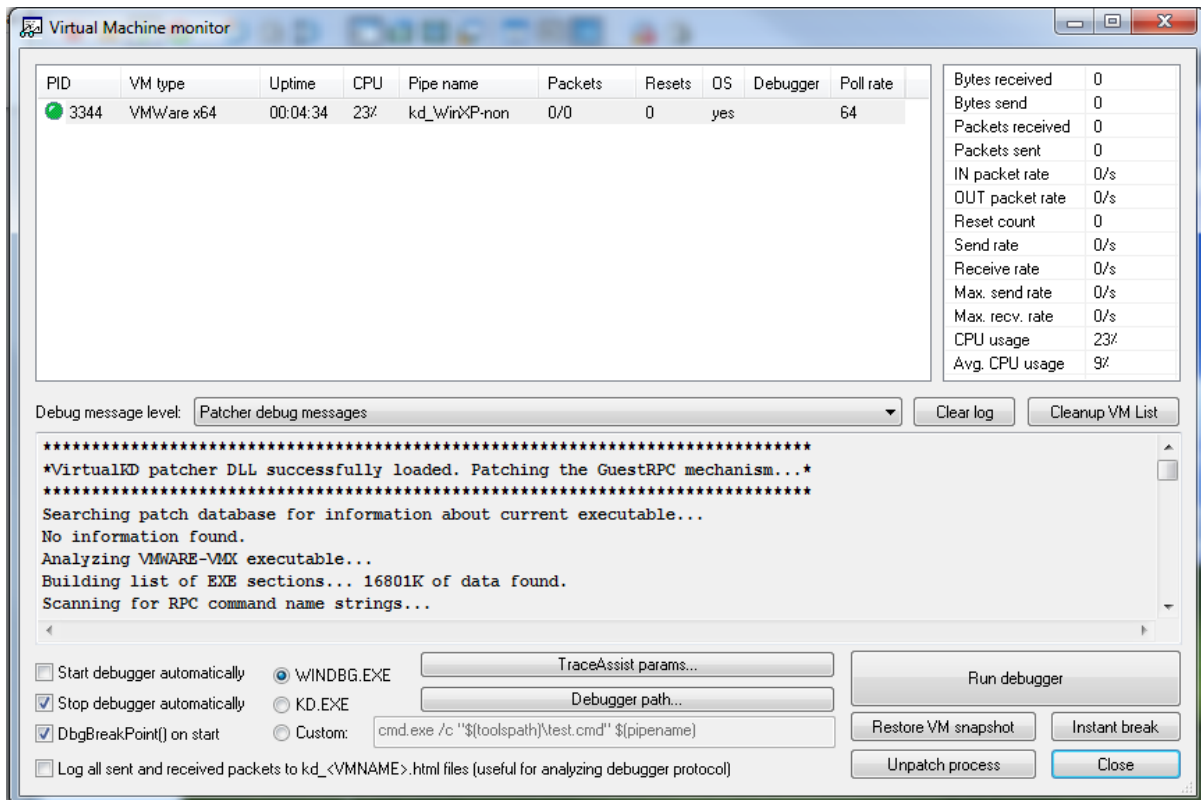 Virtual Machine monitor
PID VM type Uptime CPU Pipe name Packets Resets OS Debugger Poll rate
3344 VMWare x64 00:04:34 23% kd_WinXP-non 0/0 0 yes 64
Bytes received 0
Bytes send 0
Packets received 0
Packets sent 0
IN packet rate 0/s
OUT packet rate 0/s
Reset count 0
Send rate 0/s
Receive rate 0/s
Max. send rate 0/s
Max. recv. rate 0/s
CPU usage 23%
Avg. CPU usage 9%
Debug message level: Patcher debug messages Clear log Cleanup VM List
*******************************************************************************
*VirtualKD patcher DLL successfully loaded. Patching the GuestRPC mechanism...*
*******************************************************************************
Searching patch database for information about current executable...
No information found.
Analyzing VMWARE-VMX executable...
Building list of EXE sections... 16801K of data found.
Scanning for RPC command name strings...
Start debugger automatically WINDBG.EXE TraceAssist params... Run debugger
Stop debugger automatically KD.EXE Debugger path...
DbgBreakPoint() on start Custom: cmd.exe /c "$(toolspath)\test.cmd" $(pipename) Restore VM snapshot Instant break
Log all sent and received packets to kd_<VMNAME>.html files (useful for analyzing debugger protocol) Unpatch process Close